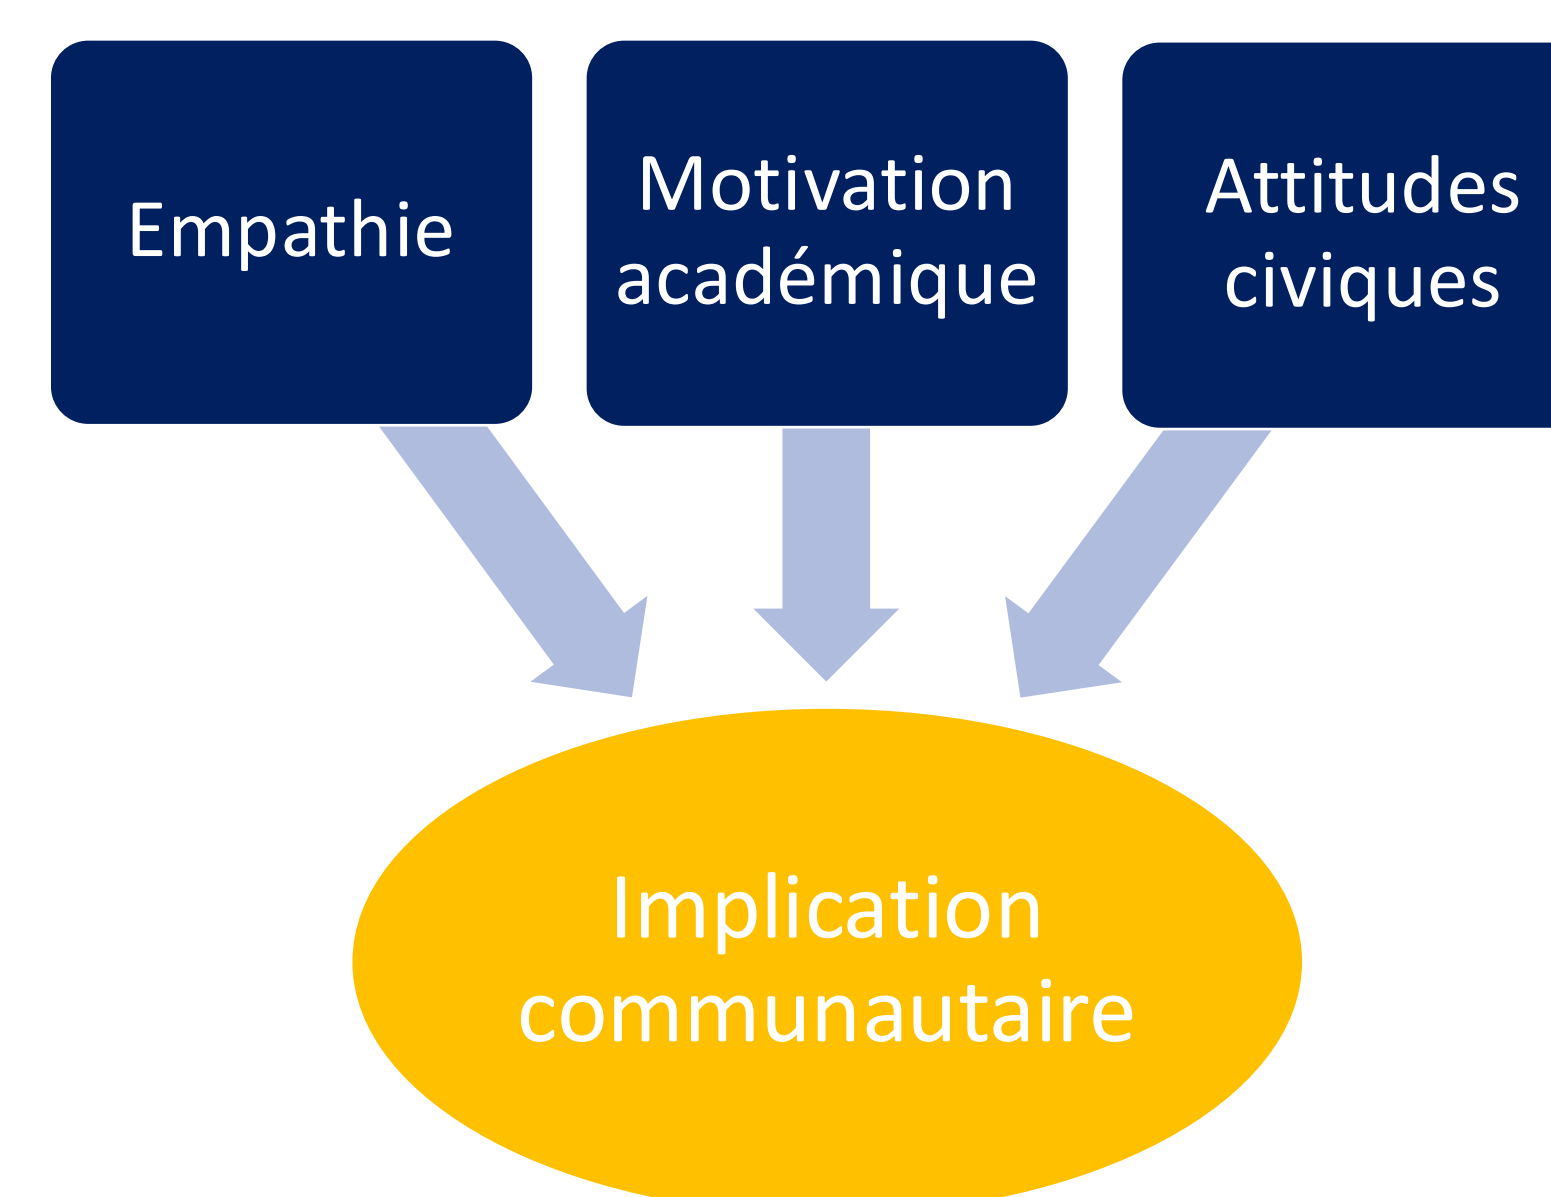 Empathie
Motivation
académique
Attitudes
civiques
Implication
communautaire